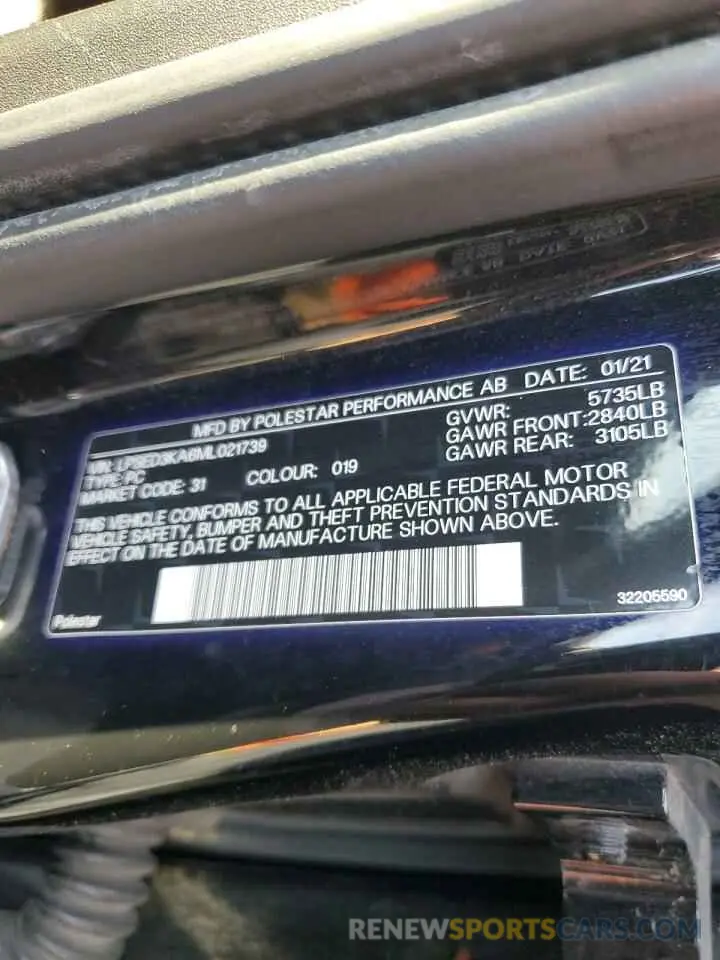 MFD BY POLESTAR PERFORMANCE AB DATE: 01/21
VIN: LPSED3KA6ML021739
GVWR: 5735LB
TYPE: PC
GAWR FRONT: 2840LB
MARKET CODE: 31 COLOUR: 019
GAWR REAR: 3105LB
THIS VEHICLE CONFORMS TO ALL APPLICABLE FEDERAL MOTOR
VEHICLE SAFETY, BUMPER AND THEFT PREVENTION STANDARDS IN
EFFECT ON THE DATE OF MANUFACTURE SHOWN ABOVE.
Polestar
32205590
RENEWSPORTSCARS.COM